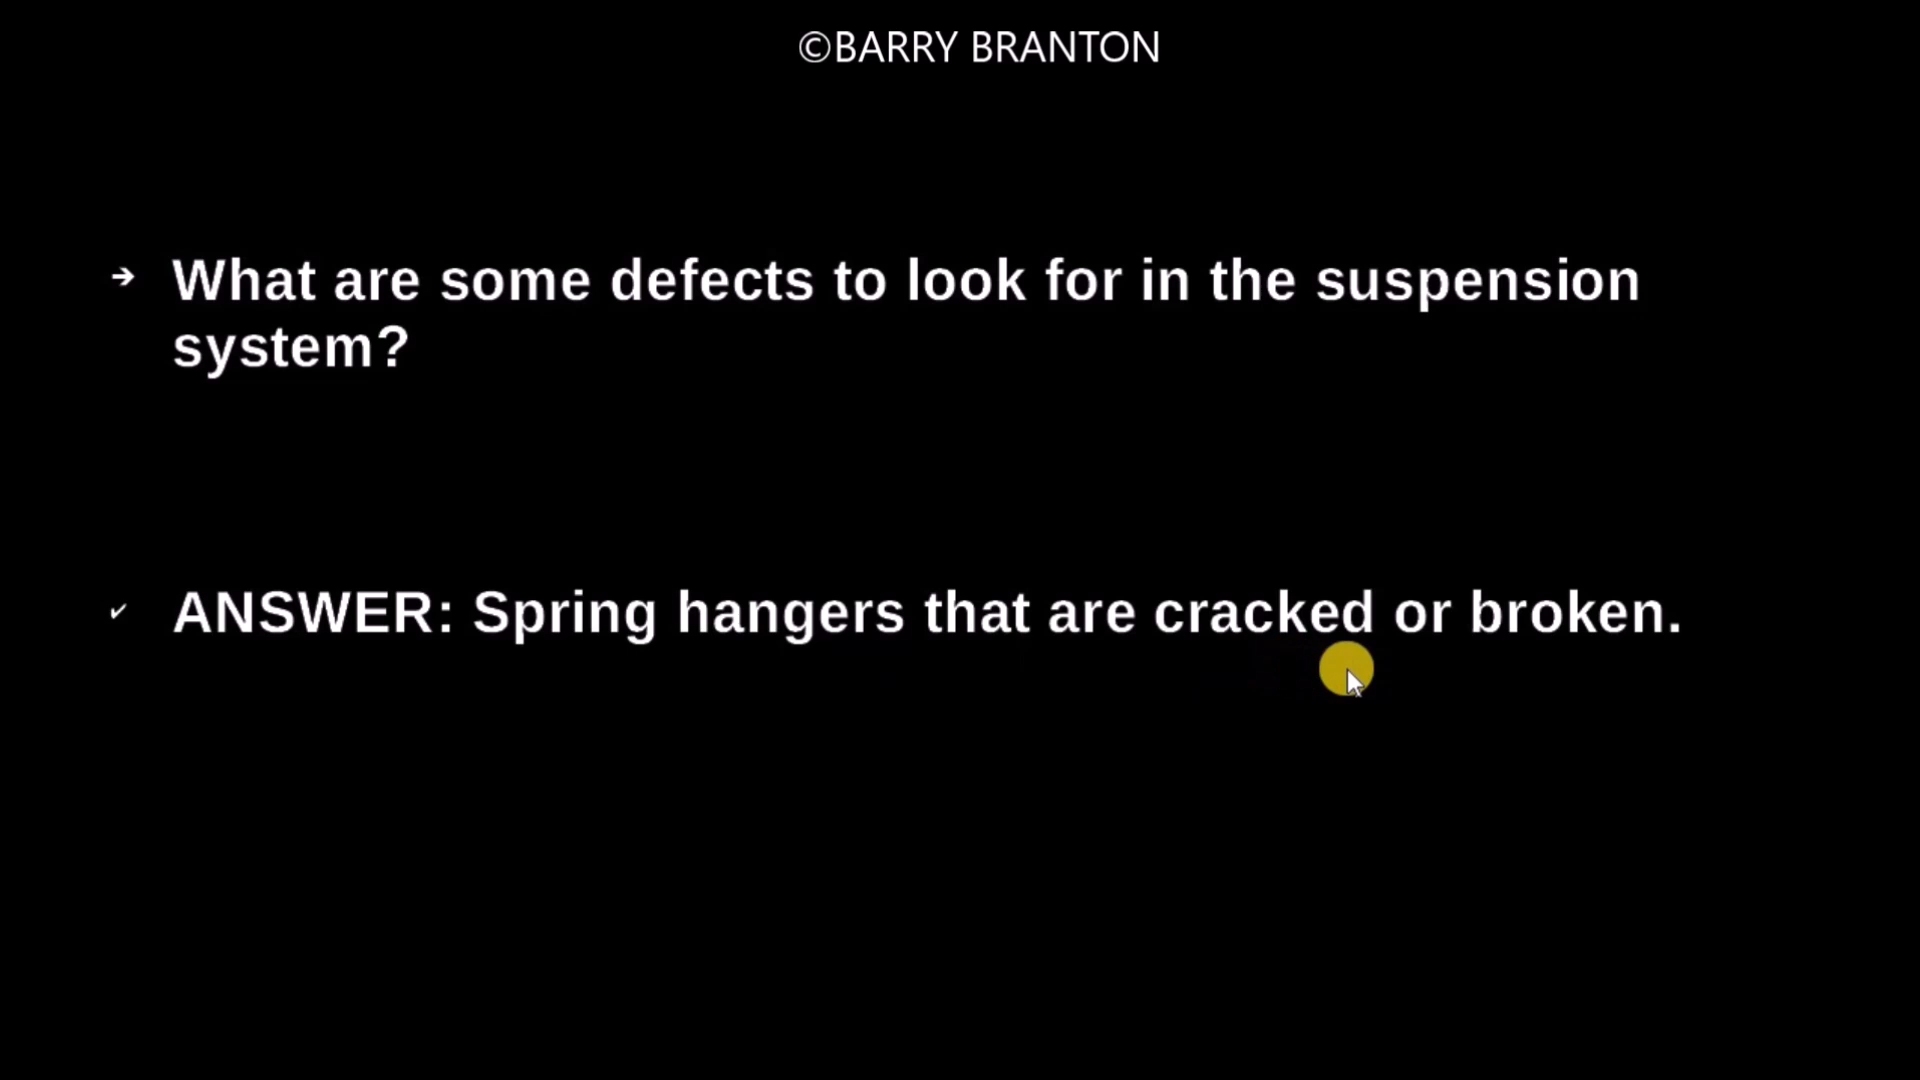 ©BARRY BRANTON
➔ What are some defects to look for in the suspension
system?
✔ ANSWER: Spring hangers that are cracked or broken.